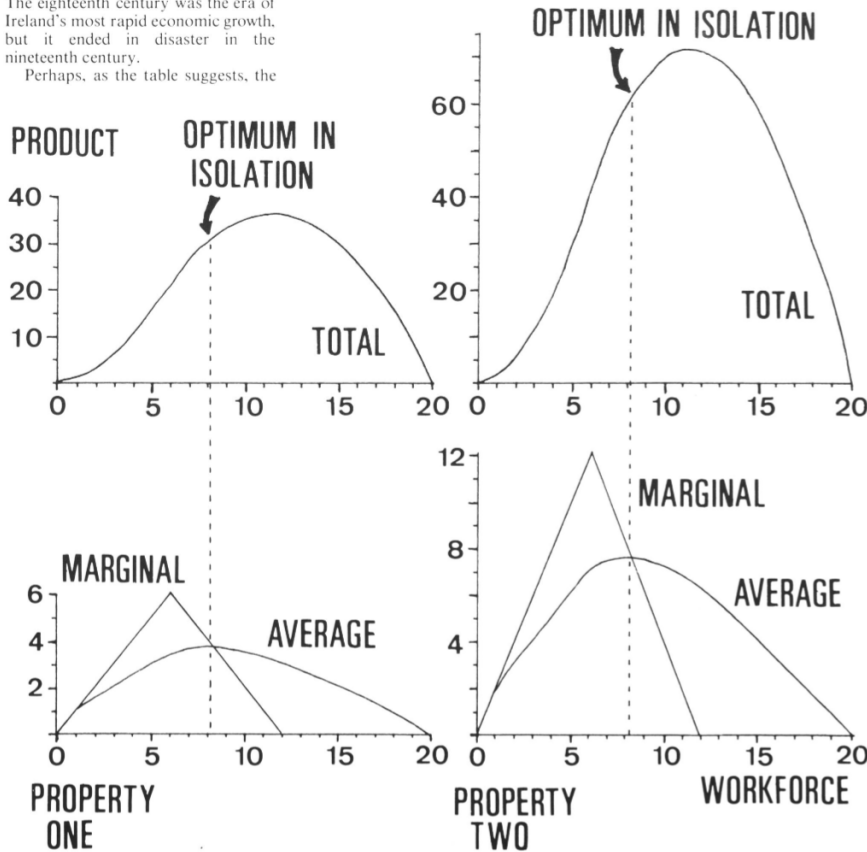 The eighteenth century was the era of
Ireland's most rapid economic growth,
but it ended in disaster in the
nineteenth century.
Perhaps, as the table suggests, the
PRODUCT
OPTIMUM IN
ISOLATION
40
30
20
10
TOTAL
0 5 10 15 20
OPTIMUM IN ISOLATION
60
40
20
TOTAL
0 5 10 15 20
MARGINAL
6
4
2
AVERAGE
0 5 10 15 20
PROPERTY
ONE
12
8
4
MARGINAL
AVERAGE
0 5 10 15 20
PROPERTY
TWO
WORKFORCE